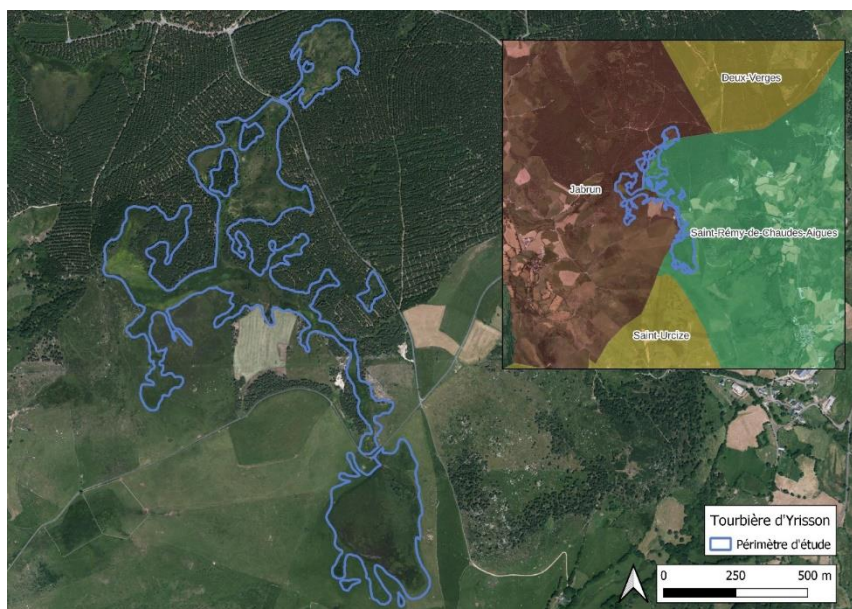 Deux-Verges
Jabrun
Saint-Rémy-de-Chaudes-Aigues
Saint-Urcize
Tourbière d'Yrisson
Périmètre d'étude
0 250 500 m